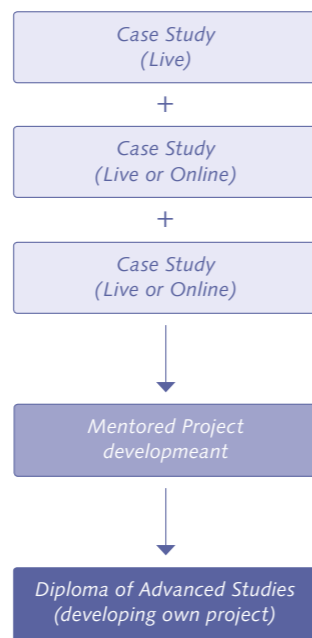 Case Study
(Live)
+
Case Study
(Live or Online)
+
Case Study
(Live or Online)
Mentored Project
developmeant
Diploma of Advanced Studies
(developing own project)